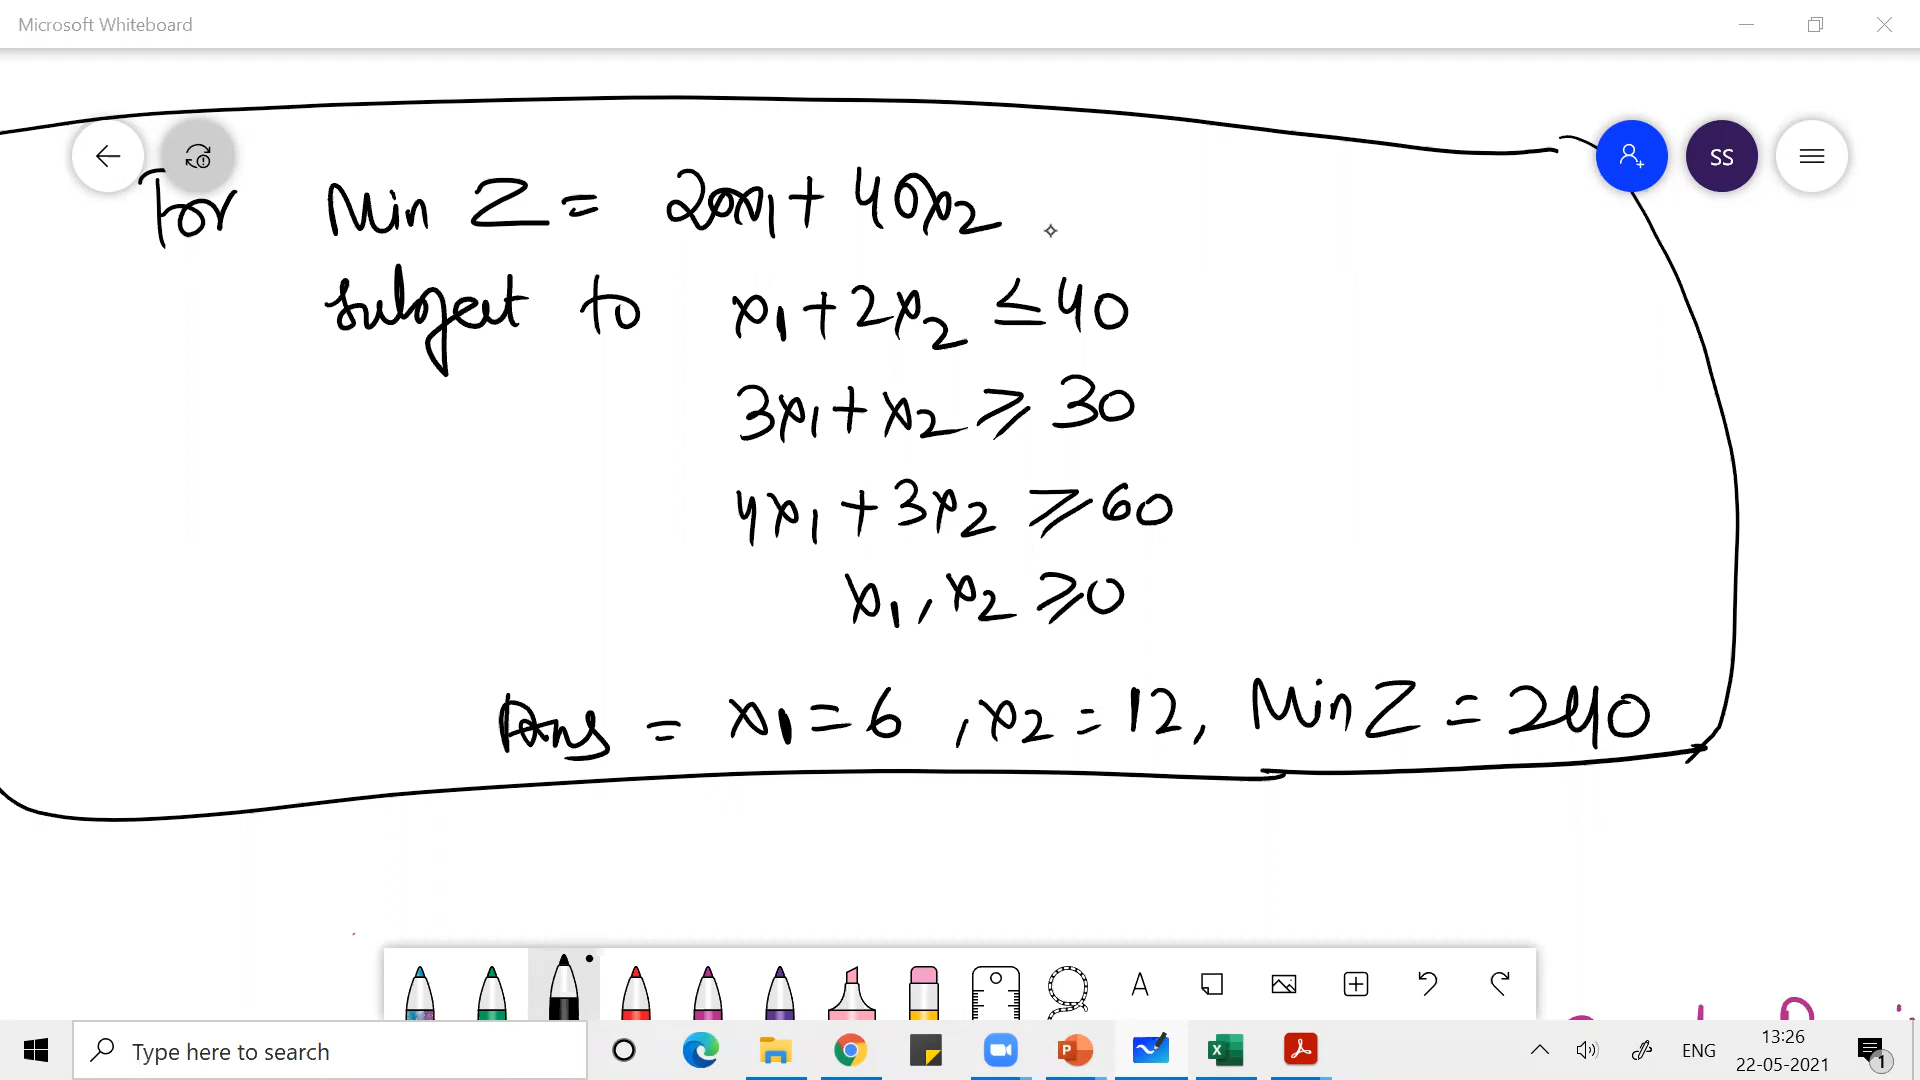 Microsoft Whiteboard
SS
For Min Z = 20x1 + 40x2
subject to x1 + 2x2 ≤ 40
3x1 + x2 ≥ 30
4x1 + 3x2 ≥ 60
x1, x2 ≥ 0
Ans = x1 = 6, x2 = 12, Min Z = 240
A
Type here to search
ENG
13:26
22-05-2021
1